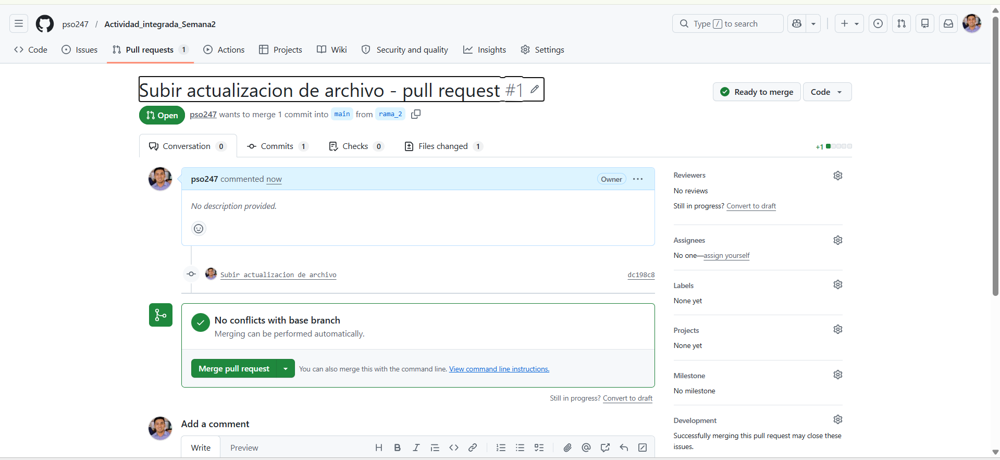 pso247 / Actividad_integrada_Semana2
Type / to search
Code Issues Pull requests 1 Actions Projects Wiki Security and quality Insights Settings
Subir actualizacion de archivo - pull request #1
Ready to merge
Code
Open
pso247 wants to merge 1 commit into main from rama_2
Conversation 0 Commits 1 Checks 0 Files changed 1
+1
pso247 commented now
Owner
No description provided.
Subir actualizacion de archivo
dc198c8
No conflicts with base branch
Merging can be performed automatically.
Merge pull request
You can also merge this with the command line. View command line instructions.
Still in progress? Convert to draft
Add a comment
Write Preview
H B I
Reviewers
No reviews
Still in progress? Convert to draft
Assignees
No one—assign yourself
Labels
None yet
Projects
None yet
Milestone
No milestone
Development
Successfully merging this pull request may close these
issues.